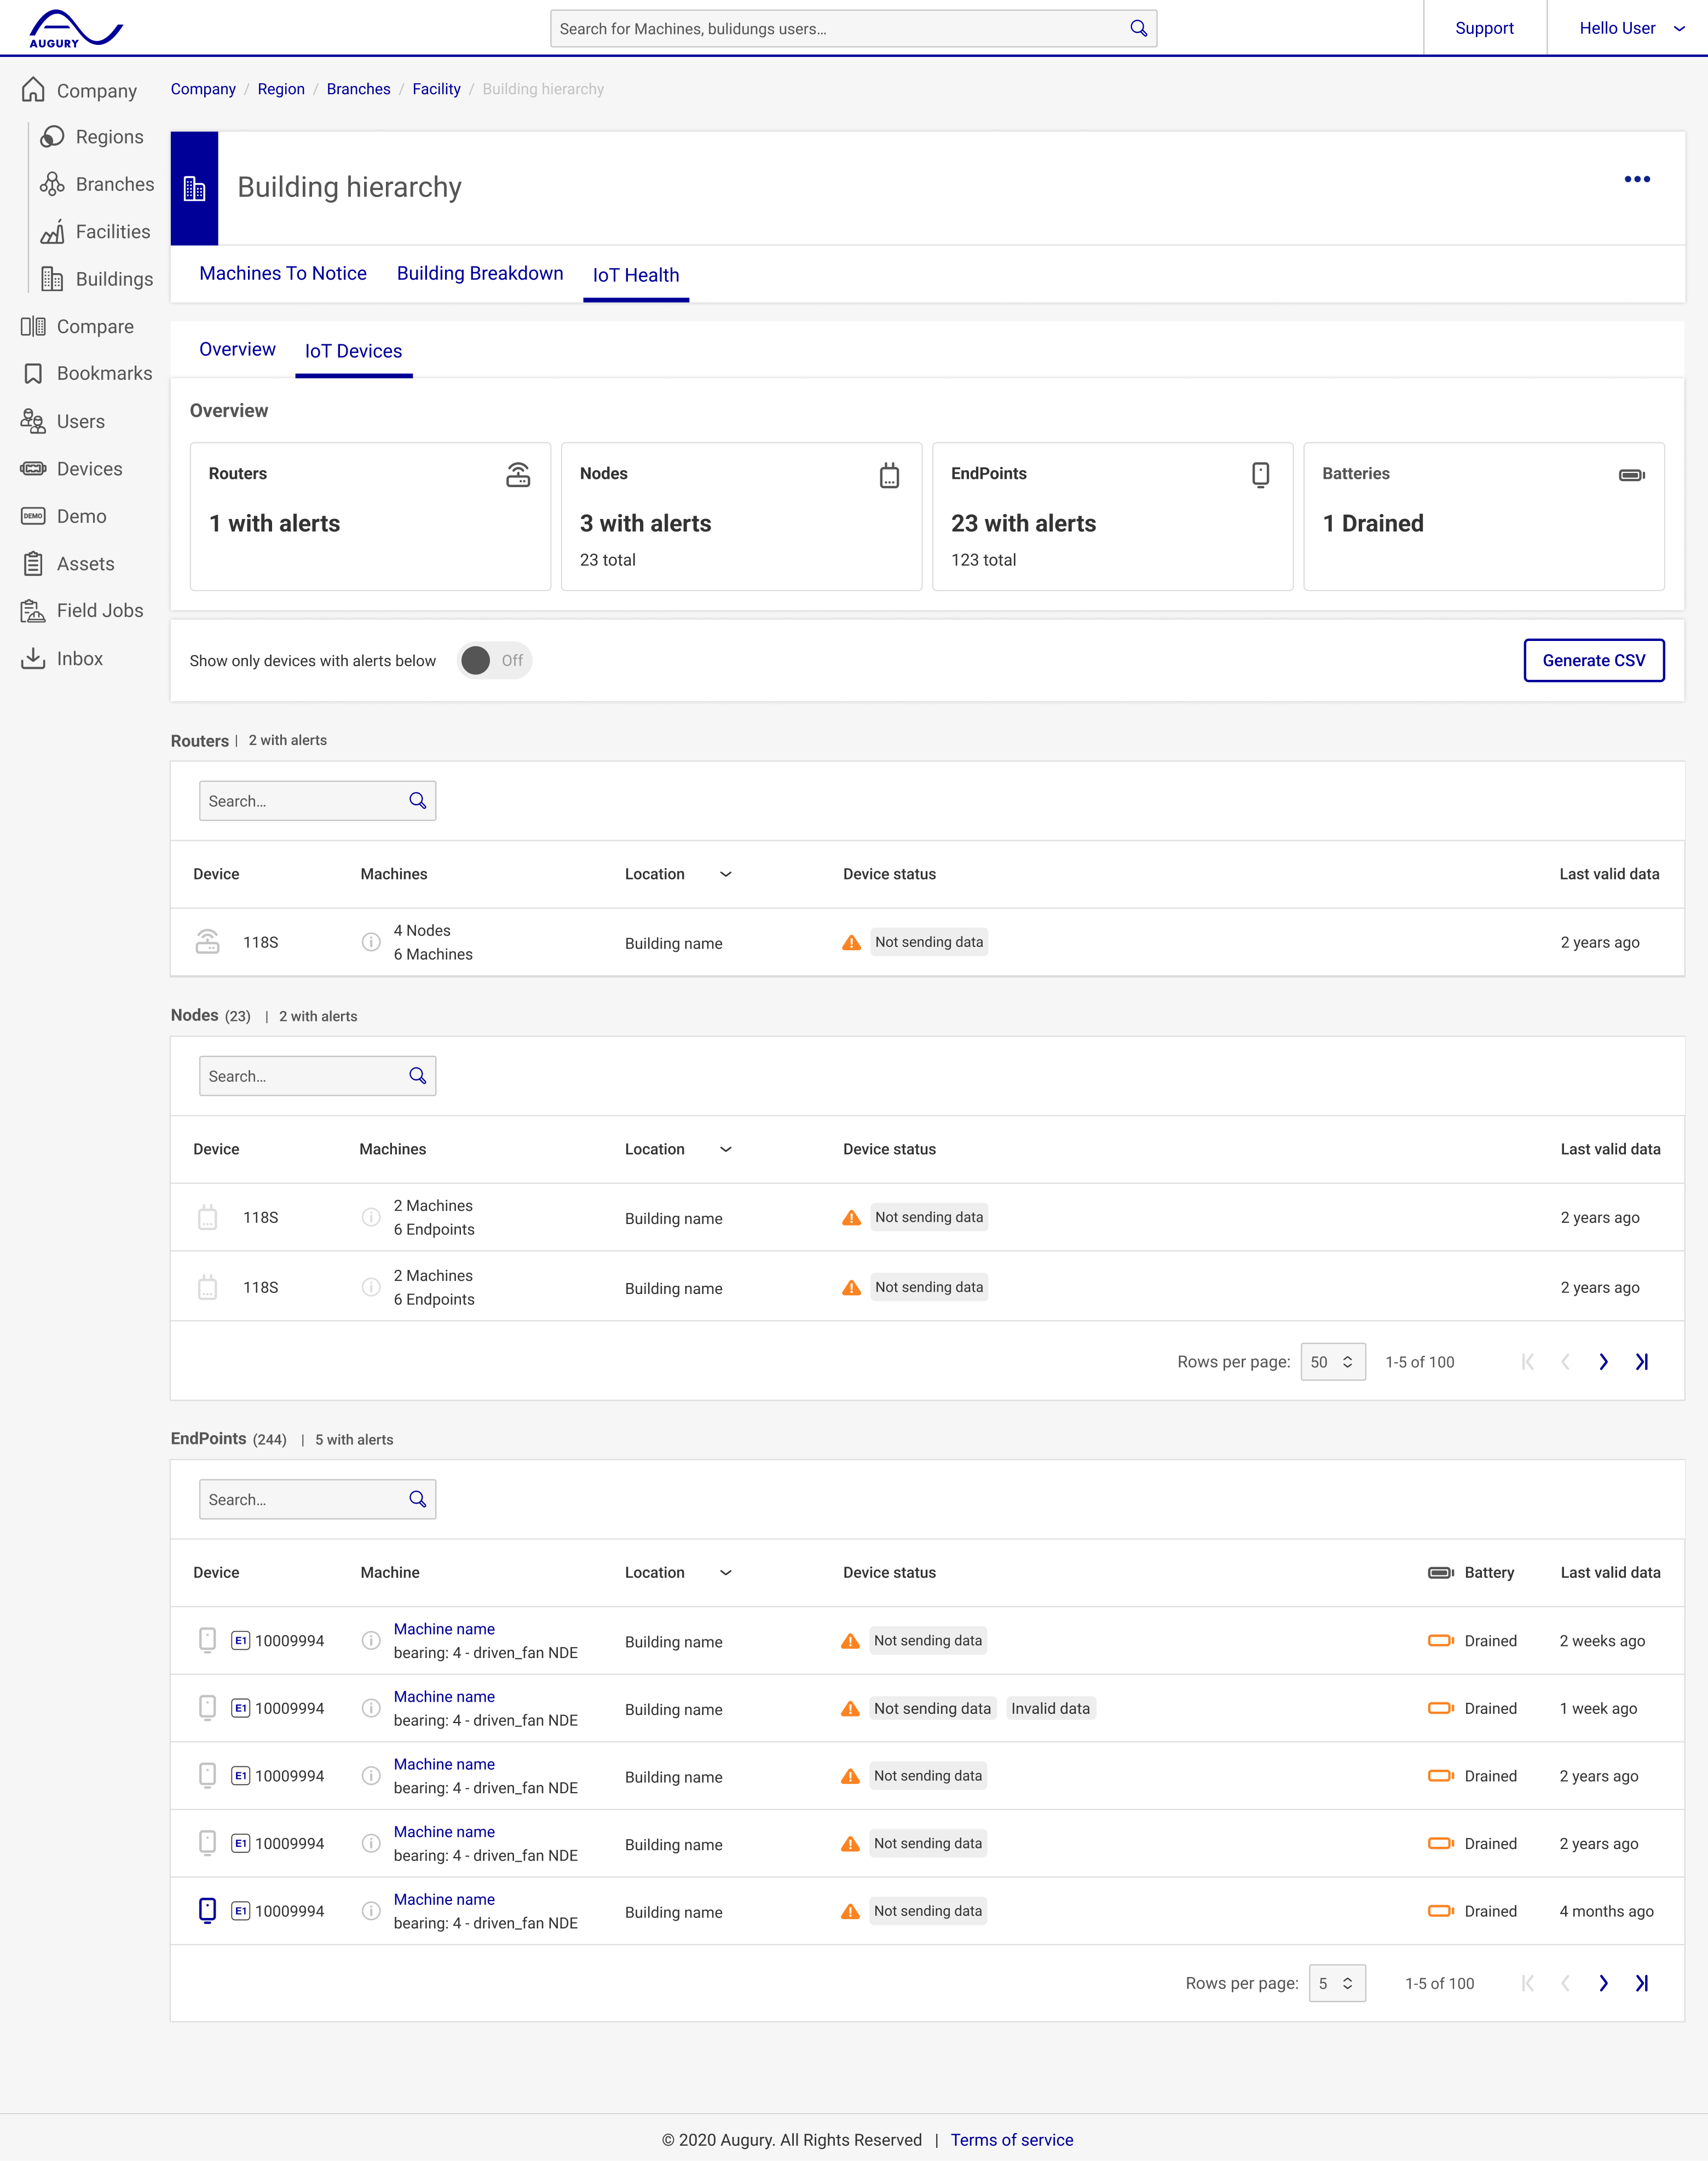 AUGURY
Search for Machines, bulidungs users...
Support
Hello User
Company
Regions
Branches
Facilities
Buildings
Compare
Bookmarks
Users
Devices
DEMO Demo
Assets
Field Jobs
Inbox
Company / Region / Branches / Facility / Building hierarchy
Building hierarchy
Machines To Notice Building Breakdown IoT Health
Overview IoT Devices
Overview
Routers
1 with alerts
Nodes
3 with alerts
23 total
EndPoints
23 with alerts
123 total
Batteries
1 Drained
Show only devices with alerts below Off
Generate CSV
Routers | 2 with alerts
Search...
Device Machines Location Device status Last valid data
118S 4 Nodes Building name Not sending data 2 years ago
6 Machines
Nodes (23) | 2 with alerts
Search...
Device Machines Location Device status Last valid data
118S 2 Machines Building name Not sending data 2 years ago
6 Endpoints
118S 2 Machines Building name Not sending data 2 years ago
6 Endpoints
Rows per page: 50 1-5 of 100
EndPoints (244) | 5 with alerts
Search...
Device Machine Location Device status Battery Last valid data
E1 10009994 Machine name Building name Not sending data Drained 2 weeks ago
bearing: 4 - driven_fan NDE
E1 10009994 Machine name Building name Not sending data Invalid data Drained 1 week ago
bearing: 4 - driven_fan NDE
E1 10009994 Machine name Building name Not sending data Drained 2 years ago
bearing: 4 - driven_fan NDE
E1 10009994 Machine name Building name Not sending data Drained 2 years ago
bearing: 4 - driven_fan NDE
E1 10009994 Machine name Building name Not sending data Drained 4 months ago
bearing: 4 - driven_fan NDE
Rows per page: 5 1-5 of 100
© 2020 Augury. All Rights Reserved | Terms of service